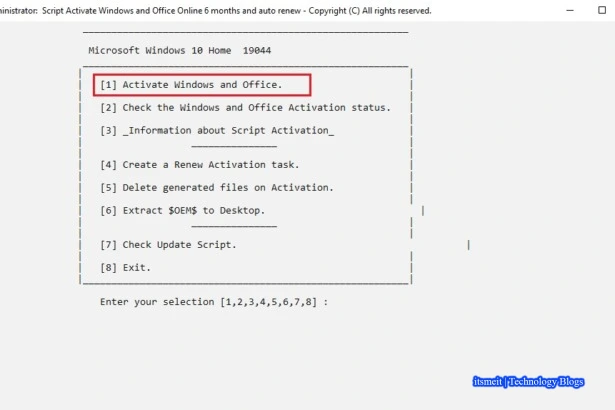 ninistrator: Script Activate Windows and Office Online 6 months and auto renew - Copyright (C) All rights reserved.
Microsoft Windows 10 Home 19044
[1] Activate Windows and Office.
[2] Check the Windows and Office Activation status.
[3] _Information about Script Activation_
[4] Create a Renew Activation task.
[5] Delete generated files on Activation.
[6] Extract $OEM$ to Desktop.
[7] Check Update Script.
[8] Exit.
Enter your selection [1,2,3,4,5,6,7,8] :
itsmeit | Technology Blogs